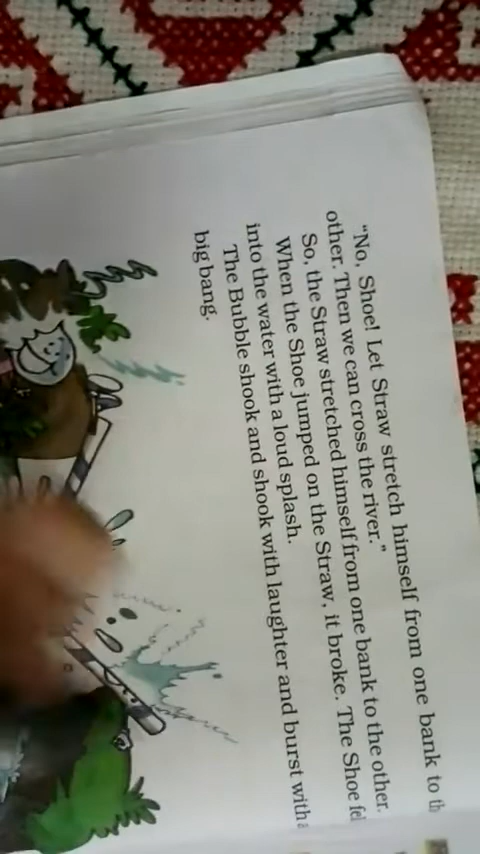 "No, Shoe! Let Straw stretch himself from one bank to
other. Then we can cross the river."
So, the Straw stretched himself from one bank to the other.
When the Shoe jumped on the Straw, it broke. The Shoe
into the water with a loud splash.
The Bubble shook and shook with laughter and burst with
big bang.